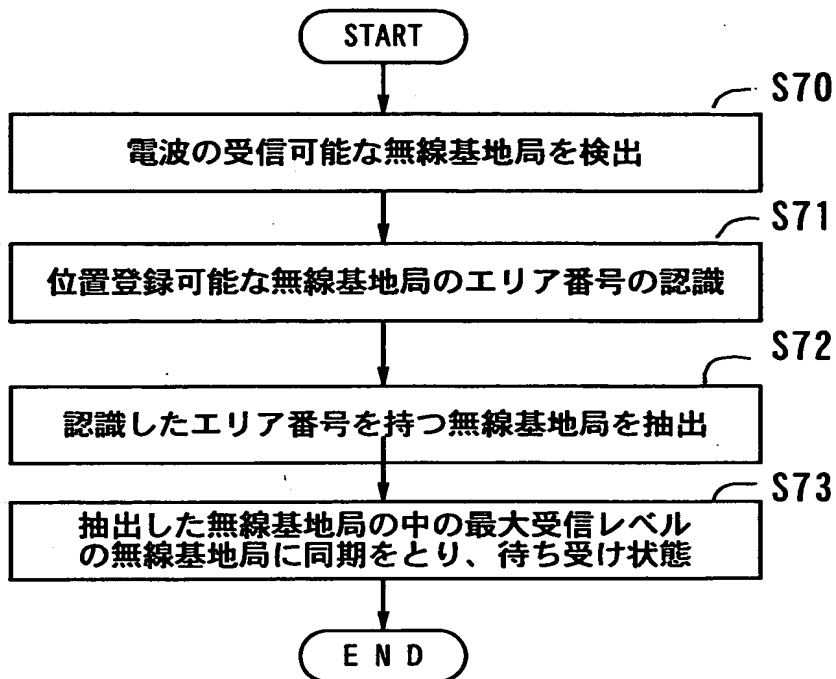 START
S70
電波の受信可能な無線基地局を検出
S71
位置登録可能な無線基地局のエリア番号の認識
S72
認識したエリア番号を持つ無線基地局を抽出
S73
抽出した無線基地局の中の最大受信レベル
の無線基地局に同期をとり、待ち受け状態
END